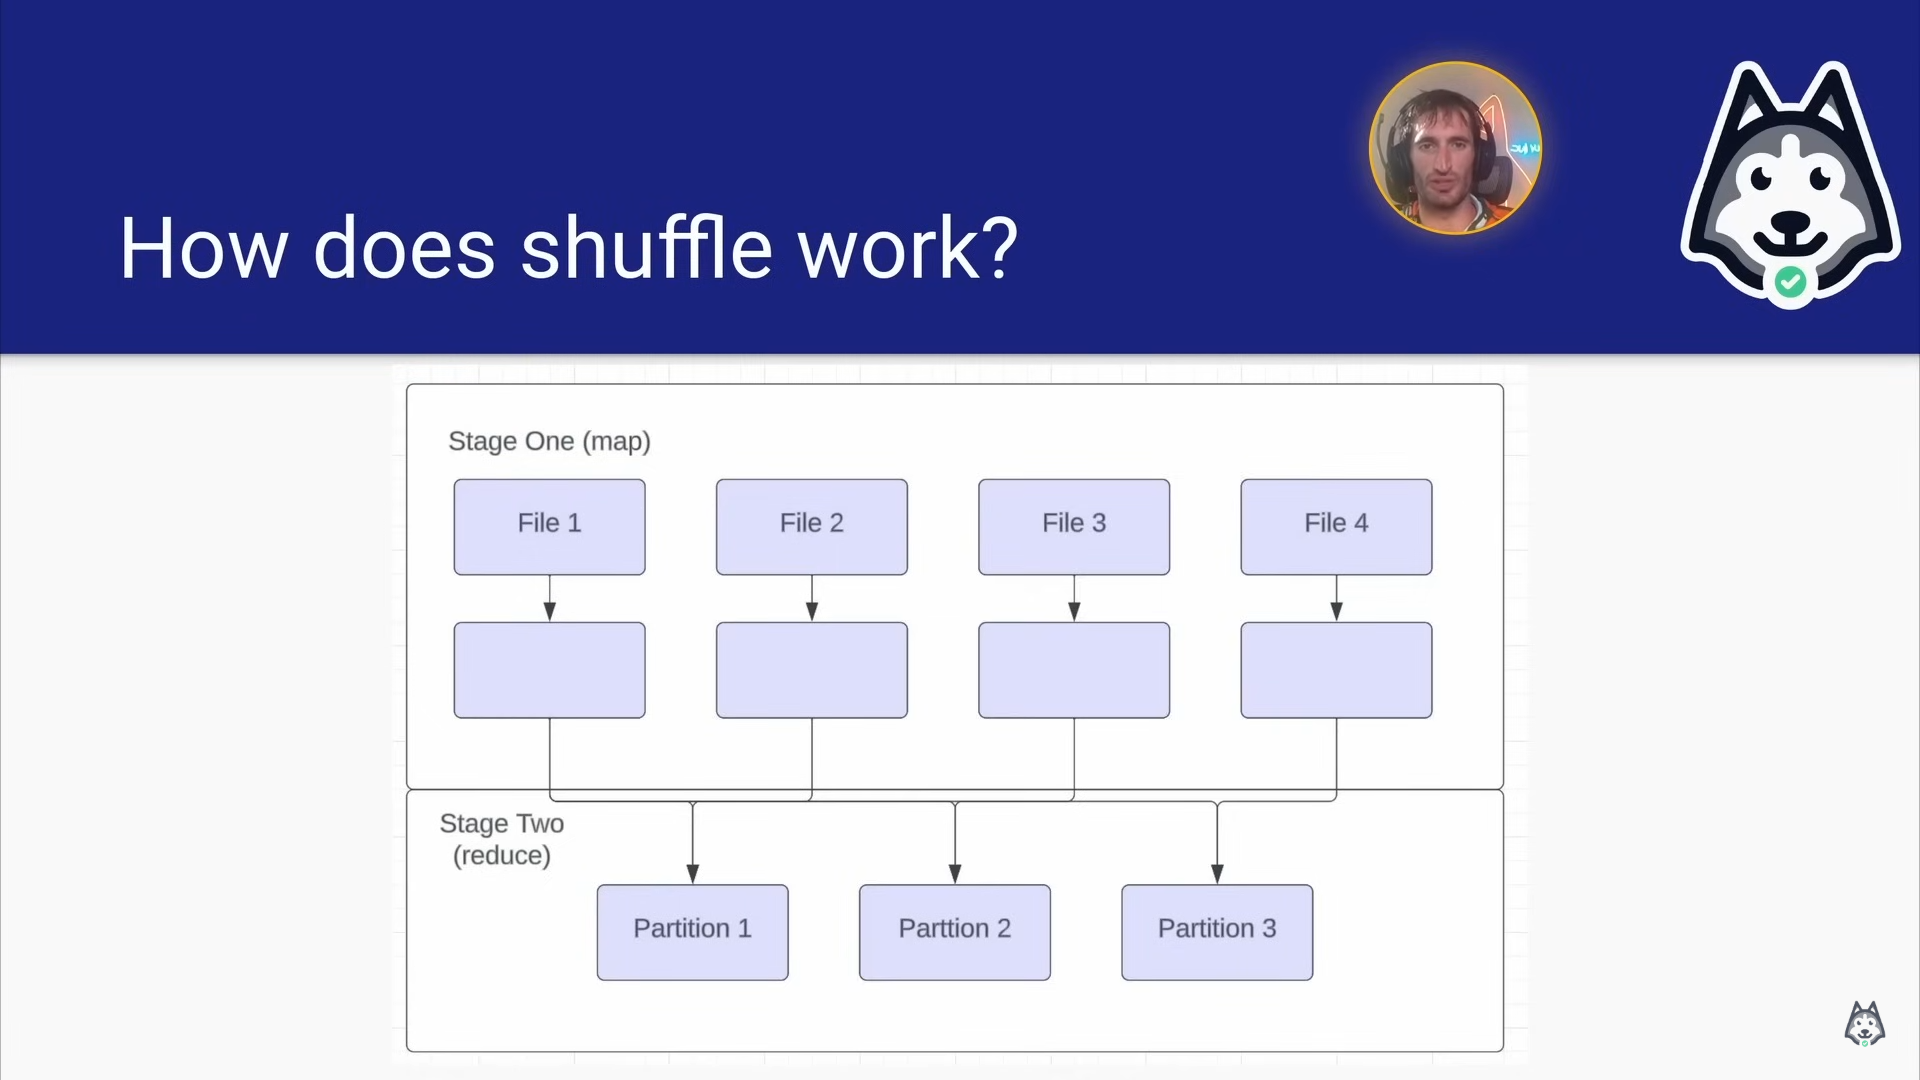 How does shuffle work?
Stage One (map)
File 1
File 2
File 3
File 4
Stage Two
(reduce)
Partition 1
Parttion 2
Partition 3